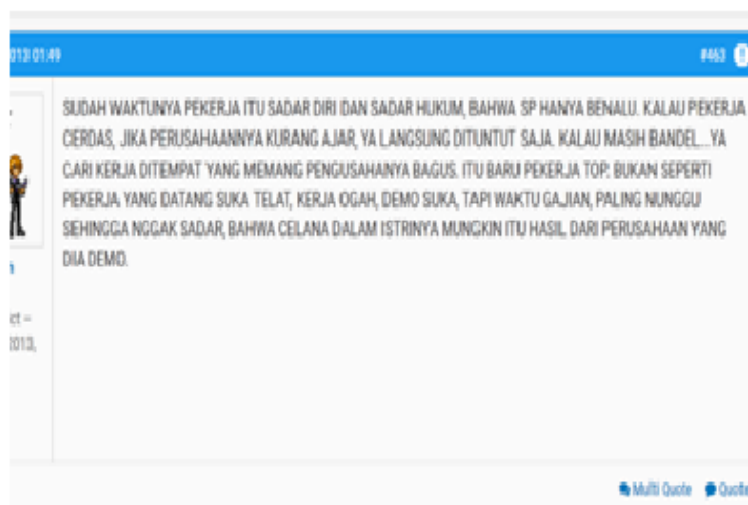 2013 01:49
#463
SUDAH WAKTUNYA PEKERJA ITU SADAR DIRI DAN SADAR HUKUM, BAHWA SP HANYA BENALU. KALAU PEKERJA
CERDAS, JIKA PERUSAHAANNYA KURANG AJAR, YA LANGSUNG DITUNTUT SAJA. KALAU MASIH BANDEL...YA
CARI KERJA DITEMPAT YANG MEMANG PENGUSAHANYA BAGUS. ITU BARU PEKERJA TOP. BUKAN SEPERTI
PEKERJA YANG DATANG SUKA TELAT, KERJA OGAH, DEMO SUKA, TAPI WAKTU GAJIAN, PALING NUNGGU
SEHINGGA NGGAK SADAR, BAHWA CELANA DALAM ISTRINYA MUNGKIN ITU HASIL DARI PERUSAHAAN YANG
DIA DEMO.
2013,
Multi Quote
Quote